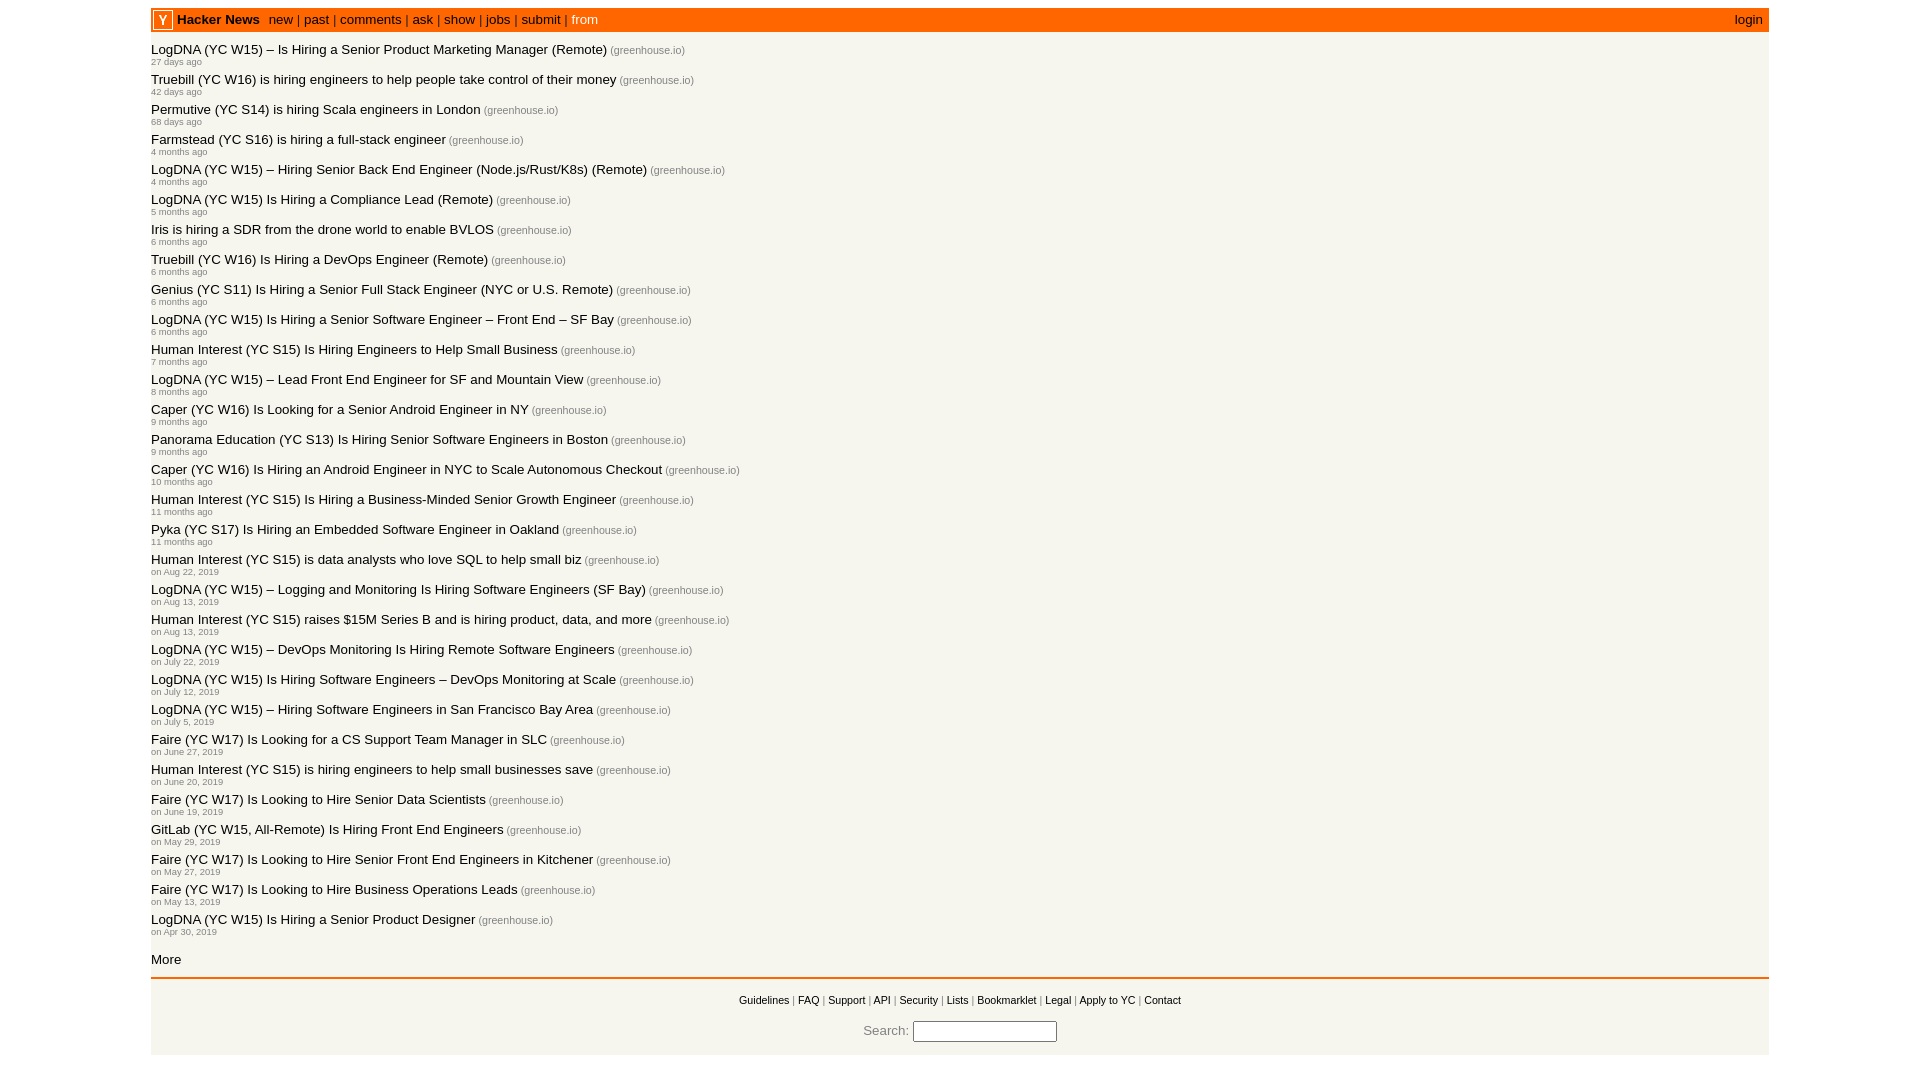 Y Hacker News new | past | comments | ask | show | jobs | submit | from login
LogDNA (YC W15) – Is Hiring a Senior Product Marketing Manager (Remote) (greenhouse.io)
27 days ago
Truebill (YC W16) is hiring engineers to help people take control of their money (greenhouse.io)
42 days ago
Permutive (YC S14) is hiring Scala engineers in London (greenhouse.io)
68 days ago
Farmstead (YC S16) is hiring a full-stack engineer (greenhouse.io)
4 months ago
LogDNA (YC W15) – Hiring Senior Back End Engineer (Node.js/Rust/K8s) (Remote) (greenhouse.io)
4 months ago
LogDNA (YC W15) Is Hiring a Compliance Lead (Remote) (greenhouse.io)
5 months ago
Iris is hiring a SDR from the drone world to enable BVLOS (greenhouse.io)
6 months ago
Truebill (YC W16) Is Hiring a DevOps Engineer (Remote) (greenhouse.io)
6 months ago
Genius (YC S11) Is Hiring a Senior Full Stack Engineer (NYC or U.S. Remote) (greenhouse.io)
6 months ago
LogDNA (YC W15) Is Hiring a Senior Software Engineer – Front End – SF Bay (greenhouse.io)
6 months ago
Human Interest (YC S15) Is Hiring Engineers to Help Small Business (greenhouse.io)
7 months ago
LogDNA (YC W15) – Lead Front End Engineer for SF and Mountain View (greenhouse.io)
8 months ago
Caper (YC W16) Is Looking for a Senior Android Engineer in NY (greenhouse.io)
9 months ago
Panorama Education (YC S13) Is Hiring Senior Software Engineers in Boston (greenhouse.io)
9 months ago
Caper (YC W16) Is Hiring an Android Engineer in NYC to Scale Autonomous Checkout (greenhouse.io)
10 months ago
Human Interest (YC S15) Is Hiring a Business-Minded Senior Growth Engineer (greenhouse.io)
11 months ago
Pyka (YC S17) Is Hiring an Embedded Software Engineer in Oakland (greenhouse.io)
11 months ago
Human Interest (YC S15) is data analysts who love SQL to help small biz (greenhouse.io)
on Aug 22, 2019
LogDNA (YC W15) – Logging and Monitoring Is Hiring Software Engineers (SF Bay) (greenhouse.io)
on Aug 13, 2019
Human Interest (YC S15) raises $15M Series B and is hiring product, data, and more (greenhouse.io)
on Aug 13, 2019
LogDNA (YC W15) – DevOps Monitoring Is Hiring Remote Software Engineers (greenhouse.io)
on July 22, 2019
LogDNA (YC W15) Is Hiring Software Engineers – DevOps Monitoring at Scale (greenhouse.io)
on July 12, 2019
LogDNA (YC W15) – Hiring Software Engineers in San Francisco Bay Area (greenhouse.io)
on July 5, 2019
Faire (YC W17) Is Looking for a CS Support Team Manager in SLC (greenhouse.io)
on June 27, 2019
Human Interest (YC S15) is hiring engineers to help small businesses save (greenhouse.io)
on June 20, 2019
Faire (YC W17) Is Looking to Hire Senior Data Scientists (greenhouse.io)
on June 19, 2019
GitLab (YC W15, All-Remote) Is Hiring Front End Engineers (greenhouse.io)
on May 29, 2019
Faire (YC W17) Is Looking to Hire Senior Front End Engineers in Kitchener (greenhouse.io)
on May 27, 2019
Faire (YC W17) Is Looking to Hire Business Operations Leads (greenhouse.io)
on May 13, 2019
LogDNA (YC W15) Is Hiring a Senior Product Designer (greenhouse.io)
on Apr 30, 2019
More
Guidelines | FAQ | Support | API | Security | Lists | Bookmarklet | Legal | Apply to YC | Contact
Search: